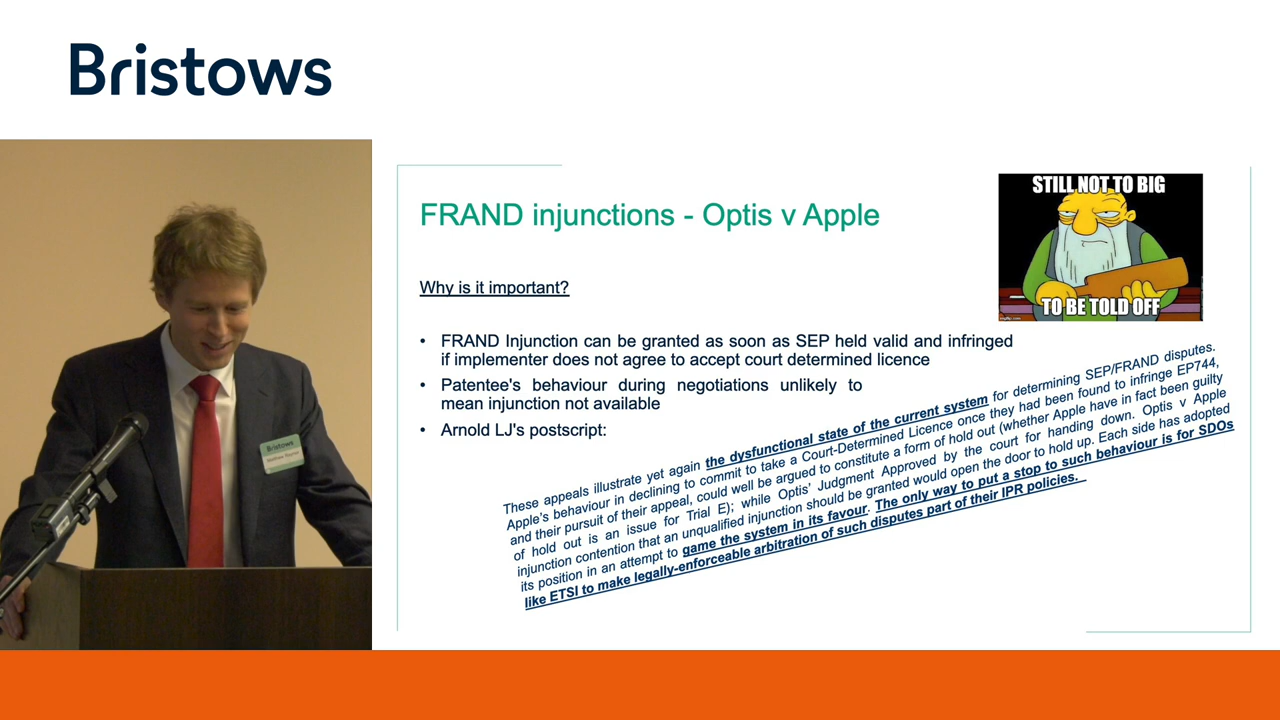 Bristows
FRAND injunctions - Optis v Apple
STILL NOT TO BIG
TO BE TOLD OFF
Why is it important?
• FRAND Injunction can be granted as soon as SEP held valid and infringed
if implementer does not agree to accept court determined licence
• Patentee's behaviour during negotiations unlikely to
mean injunction not available
• Arnold LJ's postscript:
These appeals illustrate yet again the dysfunctional state of the current system for determining SEP/FRAND disputes.
Apple's behaviour in declining to commit to take a Court-Determined Licence once they had been found to infringe EP744,
and their pursuit of their appeal, could well be argued to constitute a form of hold out (whether Apple have in fact been guilty
of hold out is an issue for Trial E); while Optis' Judgment Approved by the court for handing down. Optis v Apple
injunction contention that an unqualified injunction should be granted would open the door to hold up. Each side has adopted
its position in an attempt to game the system in its favour. The only way to put a stop to such behaviour is for SDOs
like ETSI to make legally-enforceable arbitration of such disputes part of their IPR policies.
Bristows